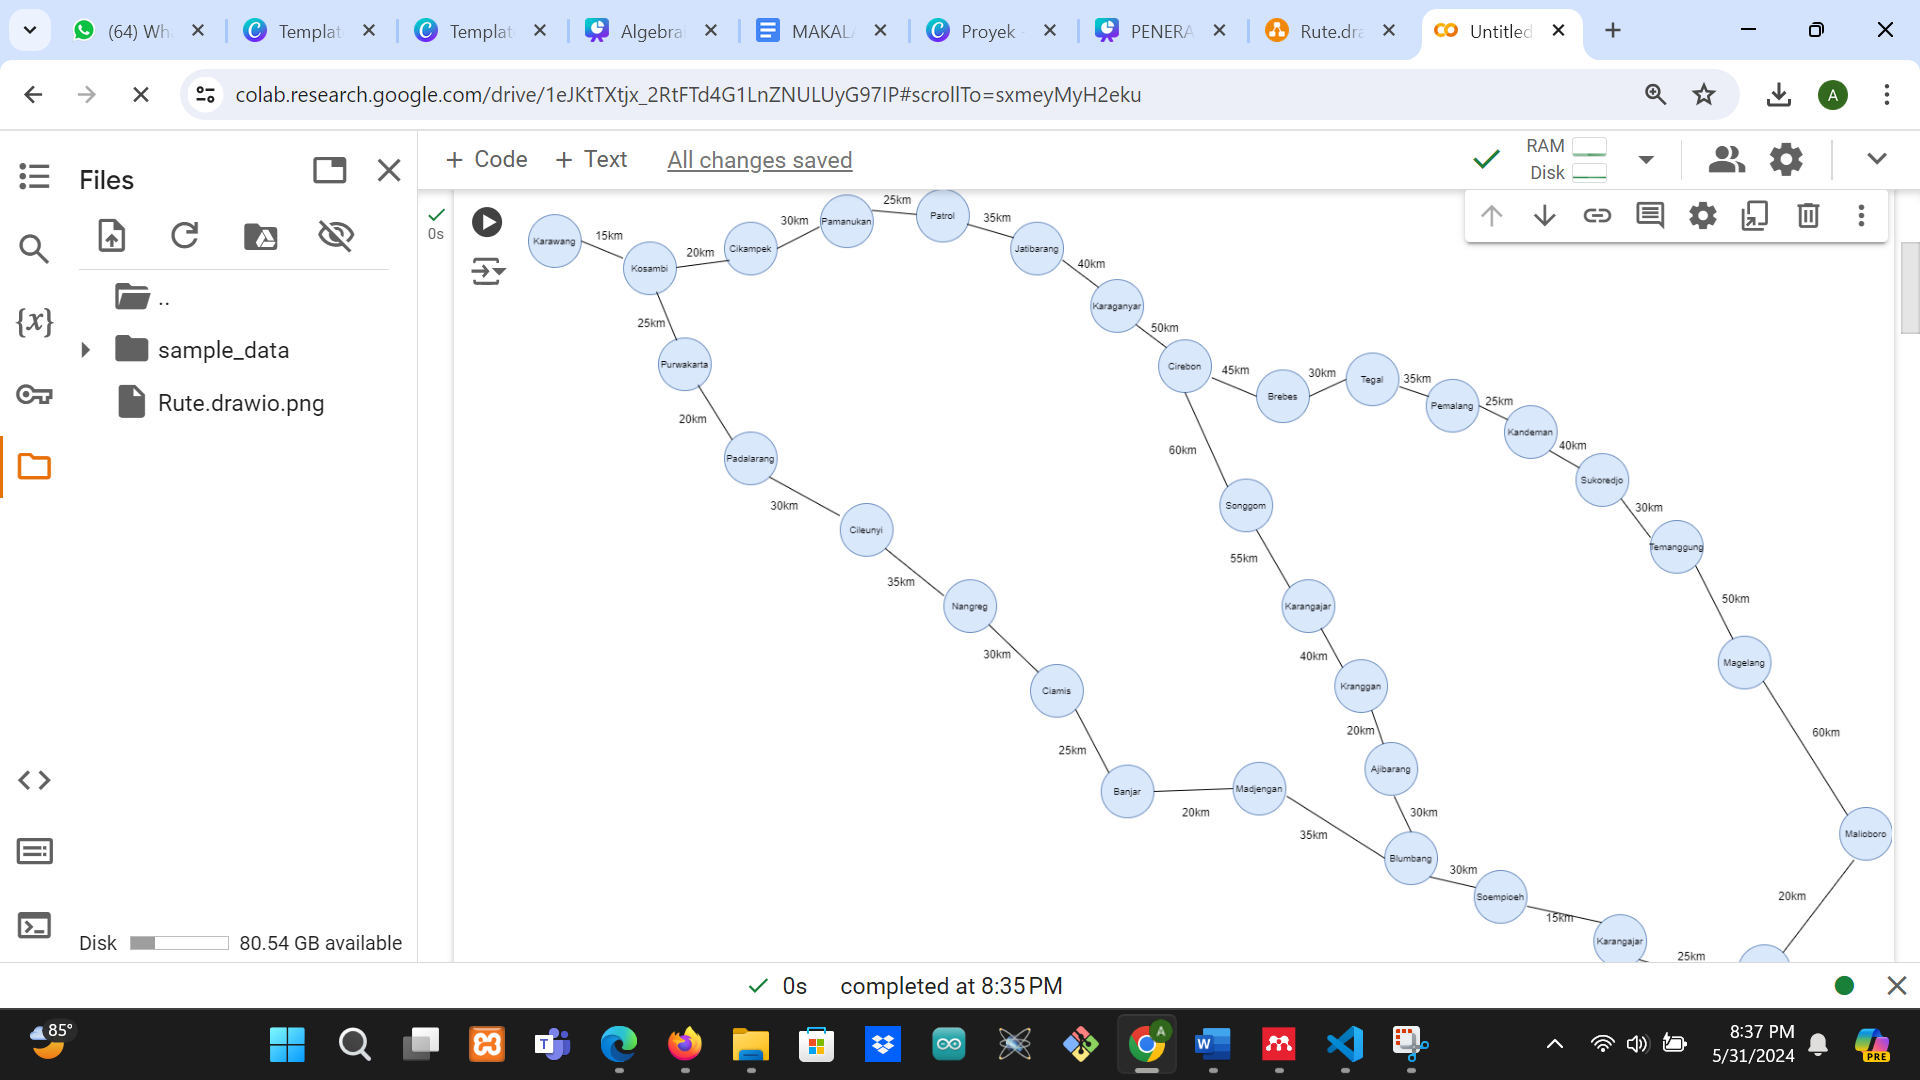 (64) Wh
Templat
Templat
Algebrai
MAKALA
Proyek
PENERA
Rute.dra
Untitled
colab.research.google.com/drive/1eJKtTXtjx_2RtFTd4G1LnZNULUyG97IP#scrollTo=sxmeyMyH2eku
A
Files
+ Code
+ Text
All changes saved
RAM
Disk
..
sample_data
Rute.drawio.png
{x}
0s
Karawang
15km
Kosambi
20km
Cikampek
30km
Pamanukan
25km
Patrol
35km
Jatibarang
40km
Karaganyar
50km
Cirebon
45km
Brebes
30km
Tegal
35km
Pemalang
25km
Kandeman
40km
Sukoredjo
30km
Temanggung
50km
Magelang
60km
Malioboro
20km
25km
Purwakarta
20km
Padalarang
30km
Cileunyi
35km
Nangreg
30km
Ciamis
25km
Banjar
20km
Madjengan
35km
60km
Songgom
55km
Karangajar
40km
Kranggan
20km
Ajibarang
30km
Blumbang
30km
Soempioeh
15km
Karangajar
25km
Disk
80.54 GB available
0s completed at 8:35 PM
85°
A
W
8:37 PM
5/31/2024
PRE